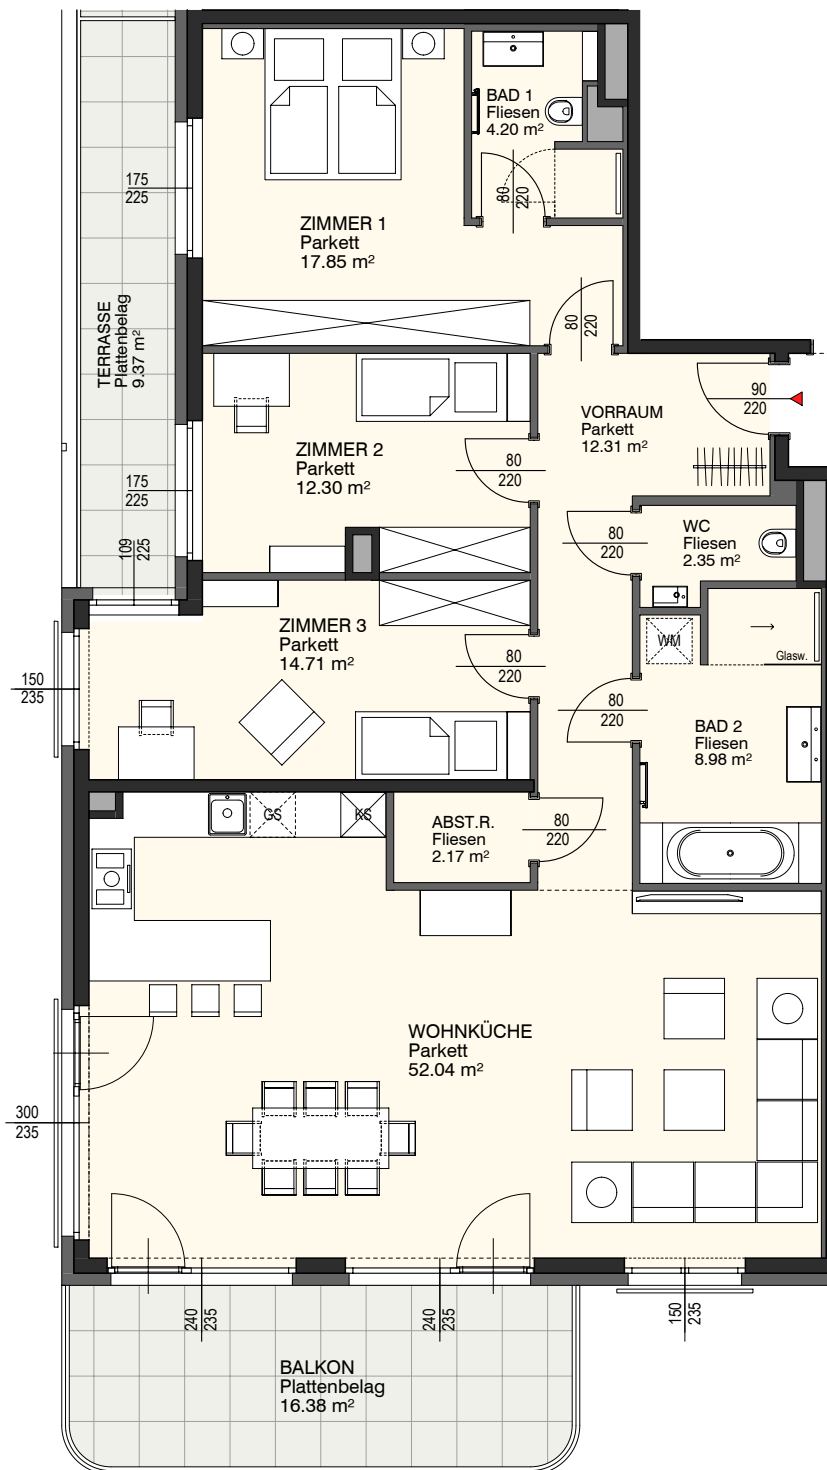 BAD 1
Fliesen
4.20 m²
80
220
175
225
ZIMMER 1
Parkett
17.85 m²
80
220
TERRASSE
Plattenbelag
9.37 m²
90
220
VORRAUM
Parkett
12.31 m²
ZIMMER 2
Parkett
12.30 m²
80
220
175
225
109
225
80
220
WC
Fliesen
2.35 m²
ZIMMER 3
Parkett
14.71 m²
WM
Glasw.
80
220
150
235
80
220
BAD 2
Fliesen
8.98 m²
GS
KS
ABST.R.
Fliesen
2.17 m²
80
220
WOHNKÜCHE
Parkett
52.04 m²
300
235
240
235
240
235
150
235
BALKON
Plattenbelag
16.38 m²